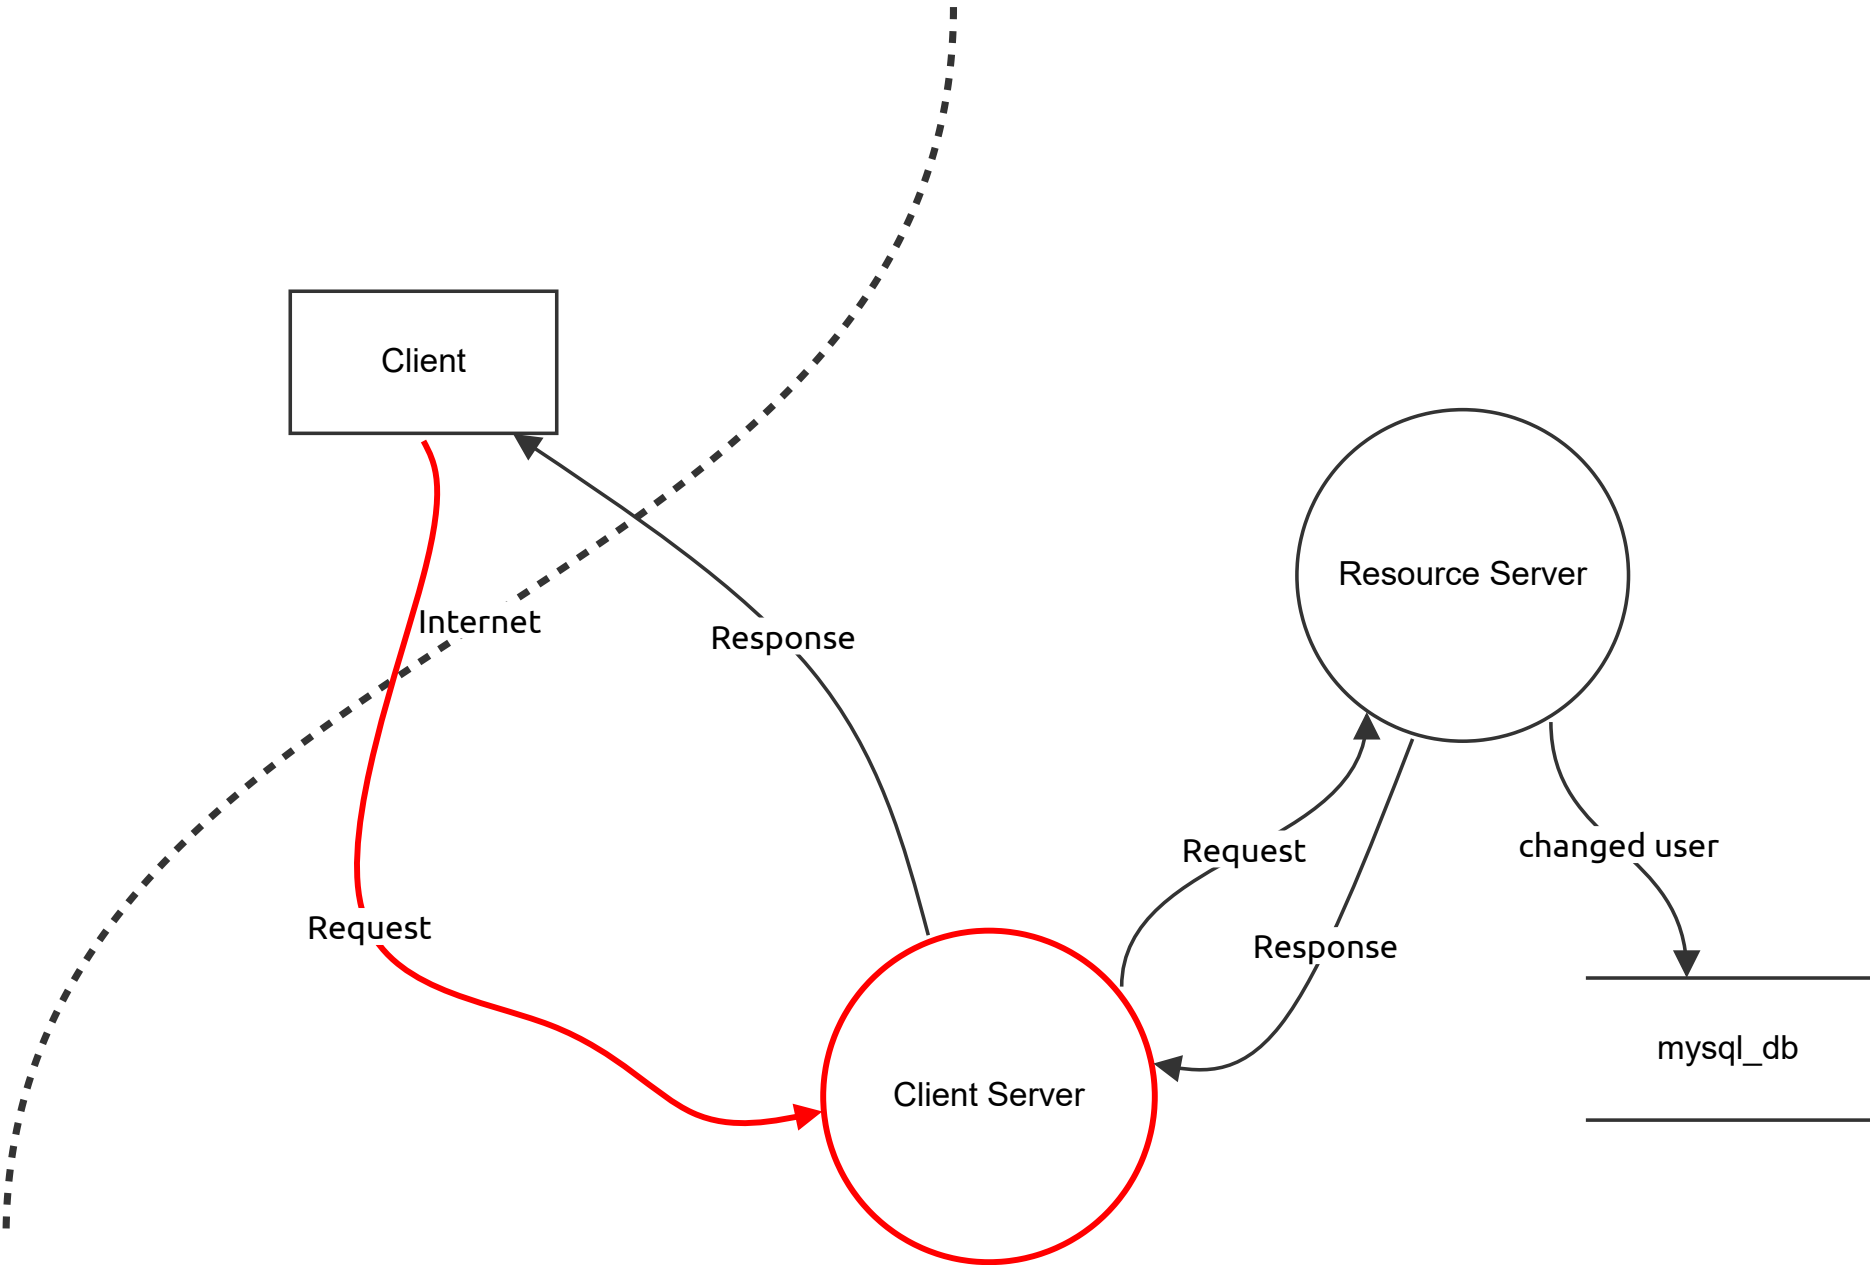 Client
Resource Server
Internet
Response
changed user
Request
Request
Response
mysql_db
Client Server